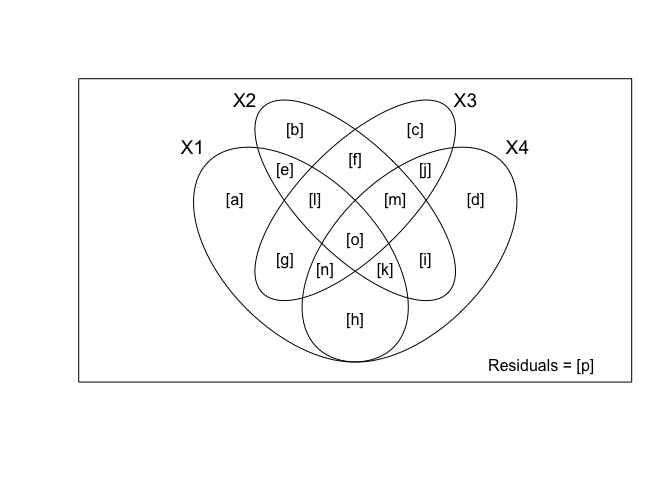 X2 X3
[b] [c]
X1 X4
[f]
[e] [j]
[a] [l] [m] [d]
[o]
[g] [i]
[n] [k]
[h]
Residuals = [p]